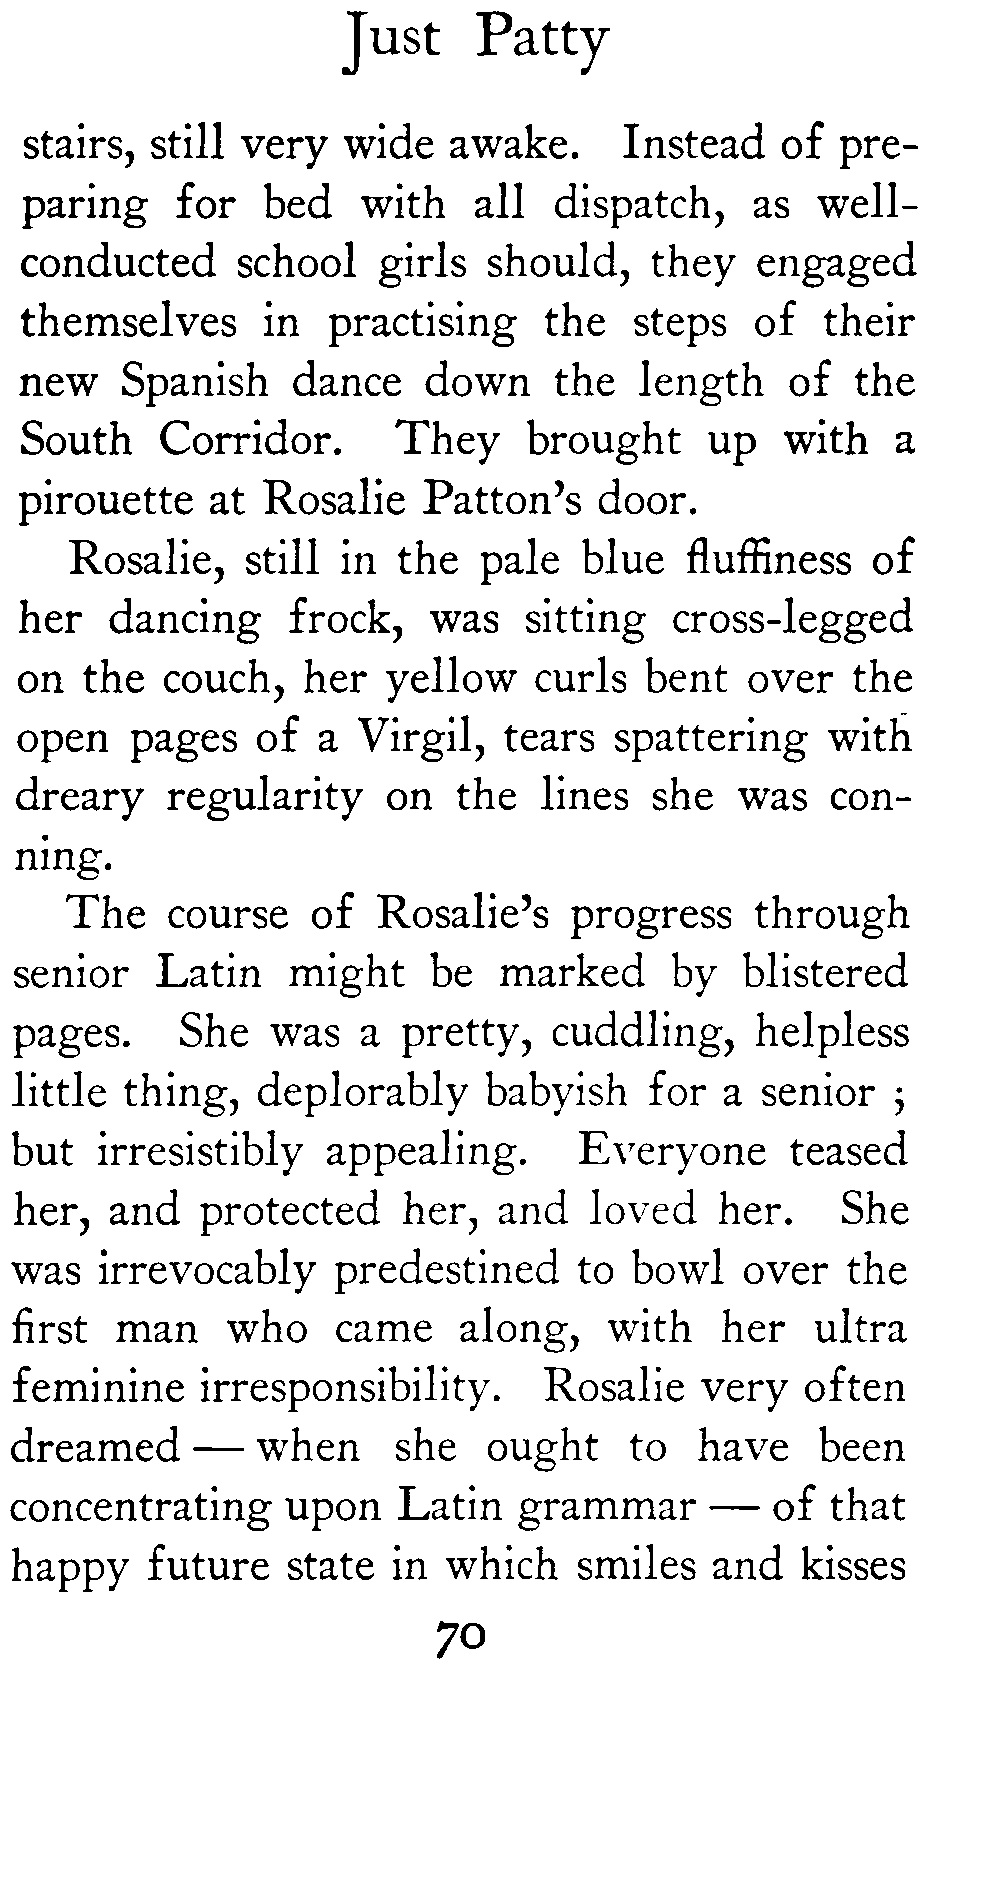 Just Patty
stairs, still very wide awake. Instead of pre-
paring for bed with all dispatch, as well-
conducted school girls should, they engaged
themselves in practising the steps of their
new Spanish dance down the length of the
South Corridor. They brought up with a
pirouette at Rosalie Patton's door.
Rosalie, still in the pale blue fluffiness of
her dancing frock, was sitting cross-legged
on the couch, her yellow curls bent over the
open pages of a Virgil, tears spattering with
dreary regularity on the lines she was con-
ning.
The course of Rosalie's progress through
senior Latin might be marked by blistered
pages. She was a pretty, cuddling, helpless
little thing, deplorably babyish for a senior ;
but irresistibly appealing. Everyone teased
her, and protected her, and loved her. She
was irrevocably predestined to bowl over the
first man who came along, with her ultra
feminine irresponsibility. Rosalie very often
dreamed — when she ought to have been
concentrating upon Latin grammar — of that
happy future state in which smiles and kisses
70